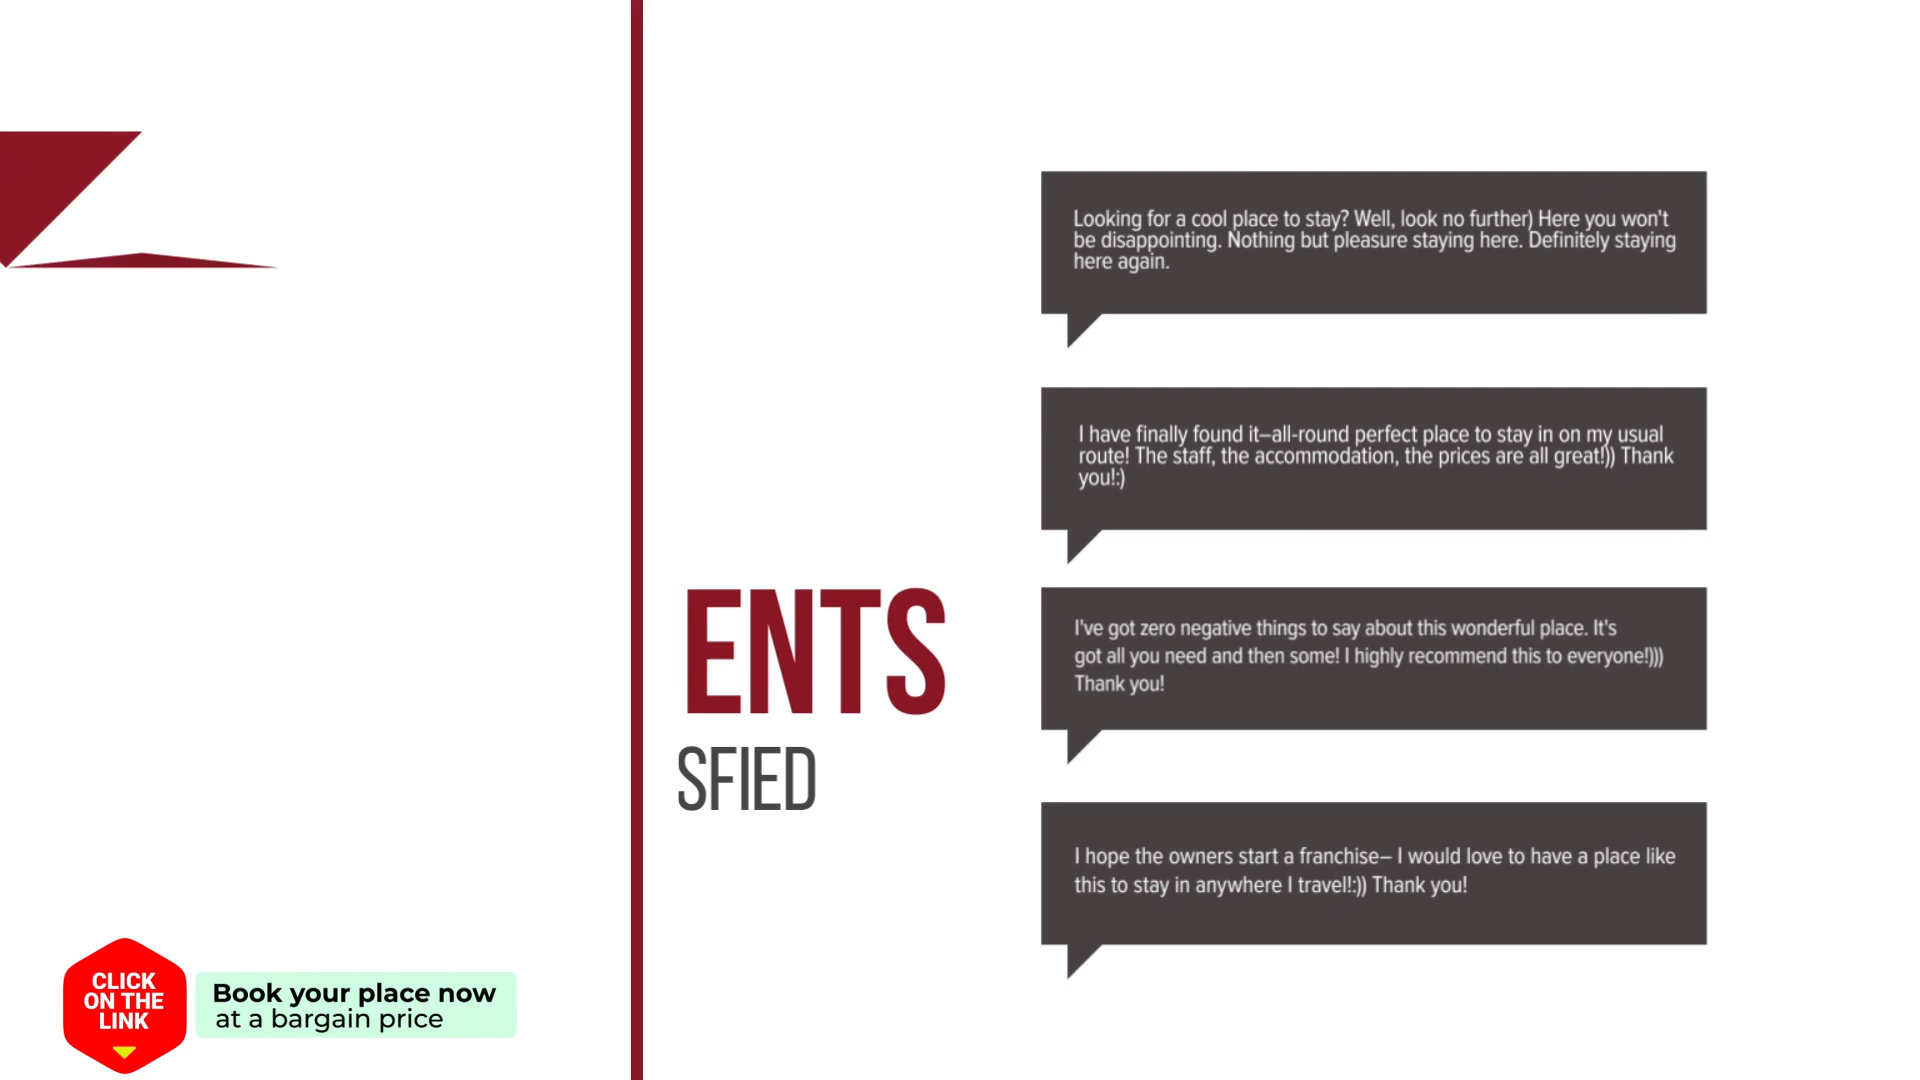 Looking for a cool place to stay? Well, look no further) Here you won't
be disappointing. Nothing but pleasure staying here. Definitely staying
here again.
I have finally found it–all-round perfect place to stay in on my usual
route! The staff, the accommodation, the prices are all great!)) Thank
you!:)
ENTS
SFIED
I've got zero negative things to say about this wonderful place. It's
got all you need and then some! I highly recommend this to everyone!)))
Thank you!
I hope the owners start a franchise– I would love to have a place like
this to stay in anywhere I travel!:)) Thank you!
CLICK
ON THE
LINK
Book your place now
at a bargain price